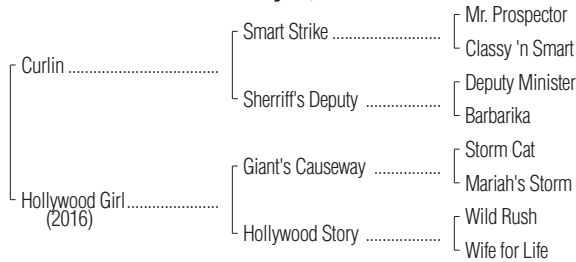 Mr. Prospector
Smart Strike ........................
Classy 'n Smart
Curlin .................................
Deputy Minister
Sherriff's Deputy .................
Barbarika
Storm Cat
Giant's Causeway ...............
Mariah's Storm
Hollywood Girl....................
(2016)
Wild Rush
Hollywood Story .................
Wife for Life